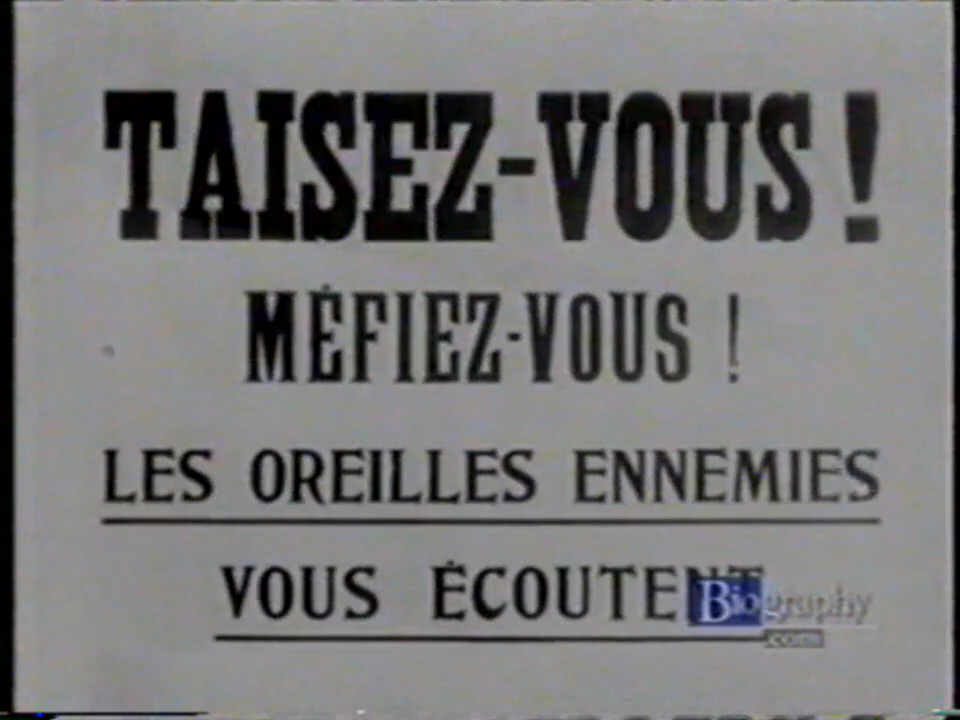 TAISEZ-VOUS !
MÉFIEZ-VOUS !
LES OREILLES ENNEMIES
VOUS ÉCOUTENT
Biography
.com